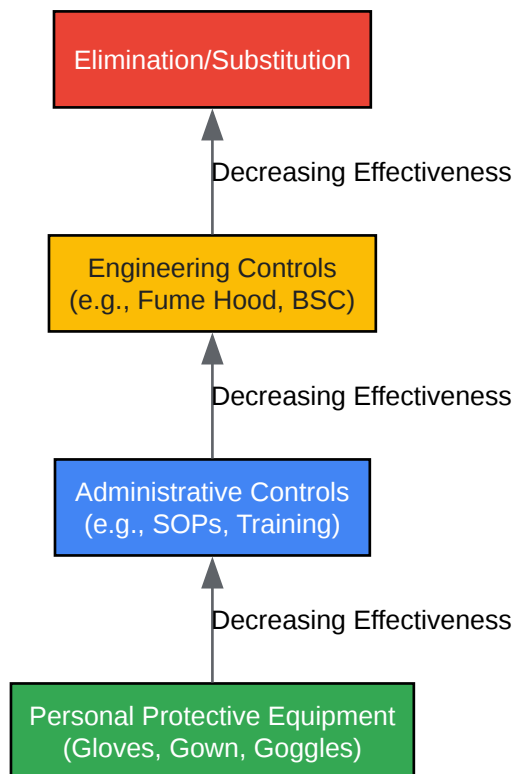 Elimination/Substitution
Decreasing Effectiveness
Engineering Controls
(e.g., Fume Hood, BSC)
Decreasing Effectiveness
Administrative Controls
(e.g., SOPs, Training)
Decreasing Effectiveness
Personal Protective Equipment
(Gloves, Gown, Goggles)